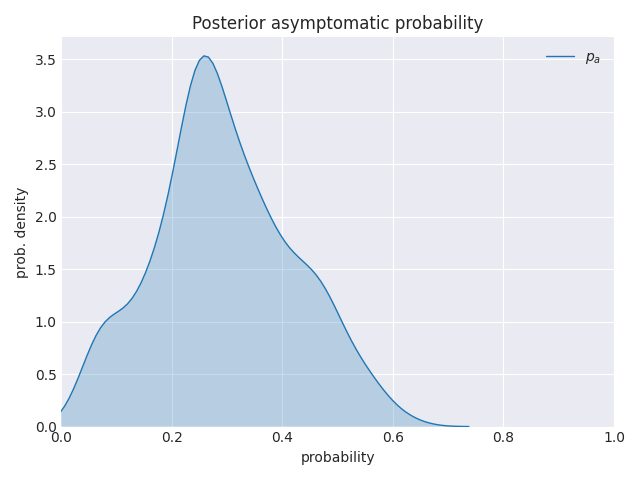 Posterior asymptomatic probability
pₐ
3.5
3.0
2.5
2.0
1.5
1.0
0.5
0.0
prob. density
0.0 0.2 0.4 0.6 0.8 1.0
probability